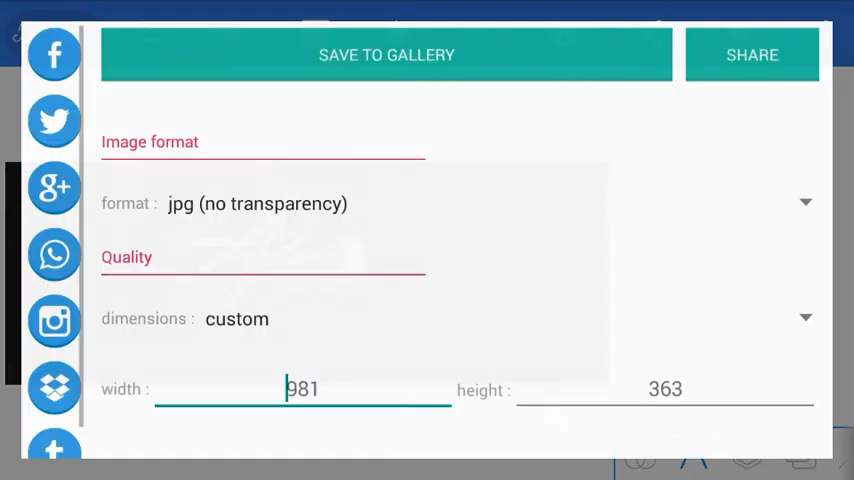 SAVE TO GALLERY
SHARE
Image format
format : jpg (no transparency)
Quality
dimensions : custom
width : 981 height : 363